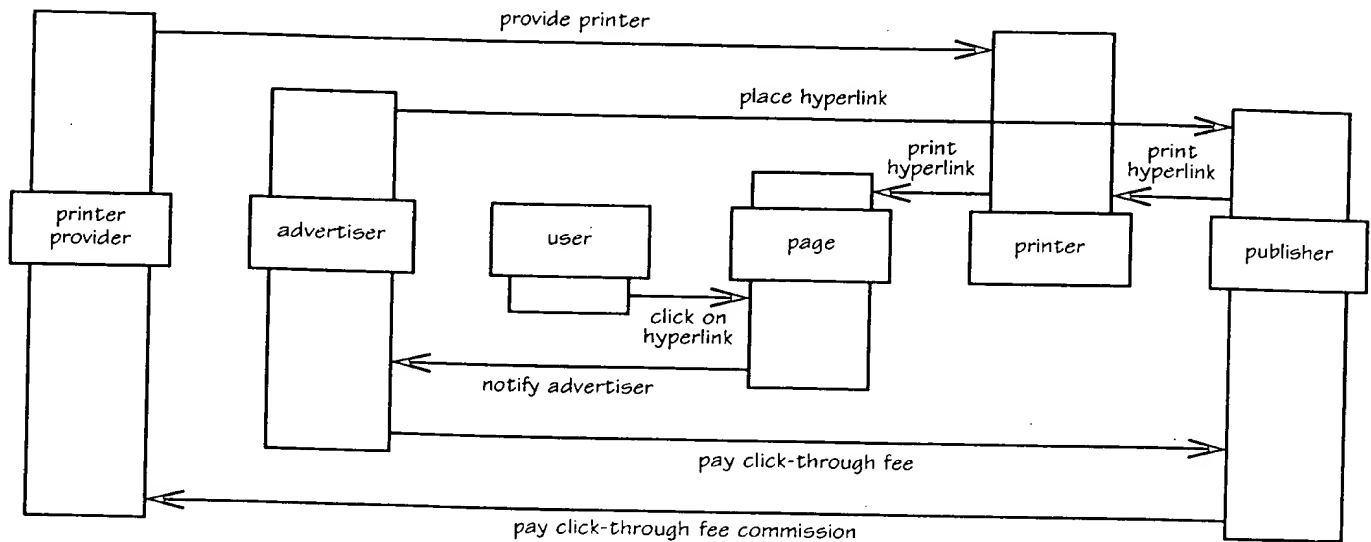 provide printer
place hyperlink
print
hyperlink
print
hyperlink
printer
provider
advertiser
user
page
printer
publisher
click on
hyperlink
notify advertiser
pay click-through fee
pay click-through fee commission